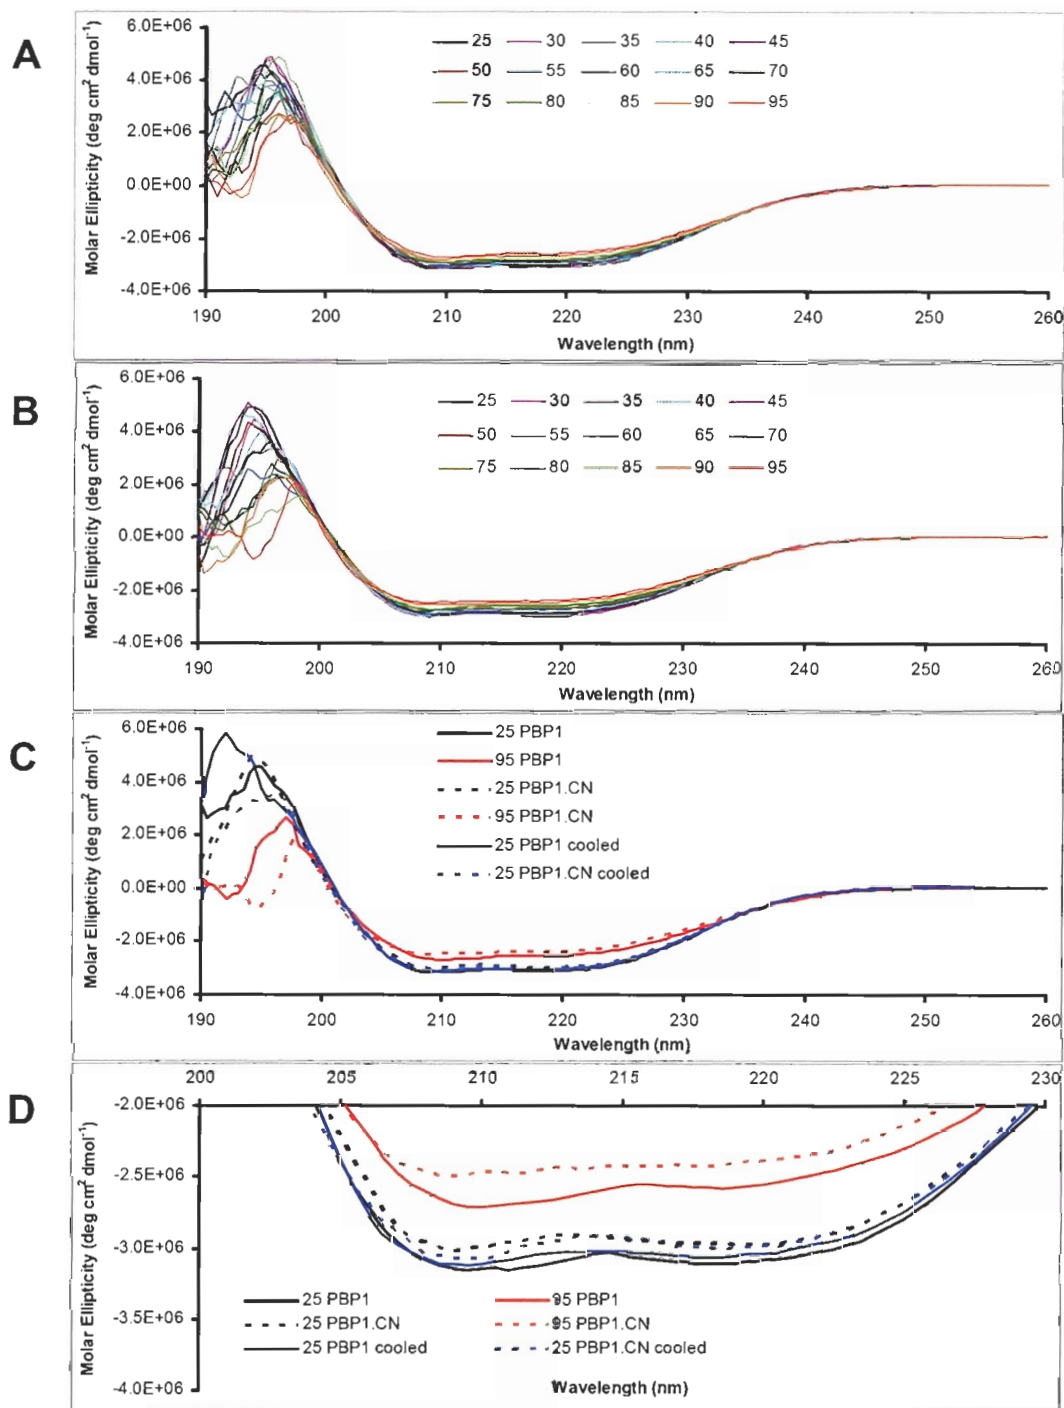 A
6.0E+06
4.0E+06
2.0E+06
0.0E+00
-2.0E+06
-4.0E+06
Molar Ellipticity (deg cm² dmol⁻¹)
25 30 35 40 45
50 55 60 65 70
75 80 85 90 95
190 200 210 220 230 240 250 260
Wavelength (nm)
B
6.0E+06
4.0E+06
2.0E+06
0.0E+00
-2.0E+06
-4.0E+06
Molar Ellipticity (deg cm² dmol⁻¹)
25 30 35 40 45
50 55 60 65 70
75 80 85 90 95
190 200 210 220 230 240 250 260
Wavelength (nm)
C
6.0E+06
4.0E+06
2.0E+06
0.0E+00
-2.0E+06
-4.0E+06
Molar Ellipticity (deg cm² dmol⁻¹)
25 PBP1
95 PBP1
25 PBP1.CN
95 PBP1.CN
25 PBP1 cooled
25 PBP1.CN cooled
190 200 210 220 230 240 250 260
Wavelength (nm)
D
200 205 210 215 220 225 230
-2.0E+06
-2.5E+06
-3.0E+06
-3.5E+06
-4.0E+06
Molar Ellipticity (deg cm² dmol⁻¹)
25 PBP1 95 PBP1
25 PBP1.CN 95 PBP1.CN
25 PBP1 cooled 25 PBP1.CN cooled
Wavelength (nm)